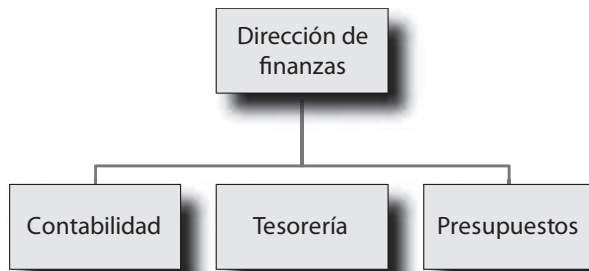 Dirección de
finanzas
Contabilidad
Tesorería
Presupuestos